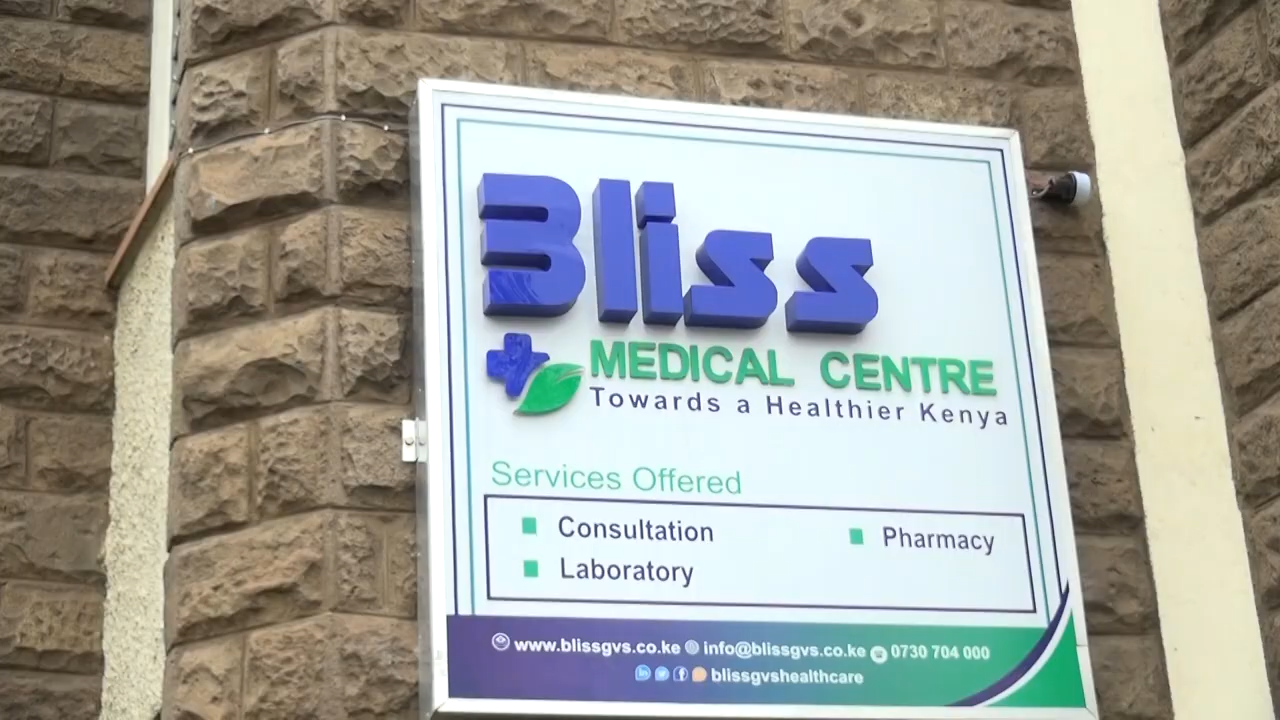 Bliss
MEDICAL CENTRE
Towards a Healthier Kenya
Services Offered
Consultation
Pharmacy
Laboratory
www.blissgvs.co.ke info@blissgvs.co.ke 0730 704 000
blissgvshealthcare